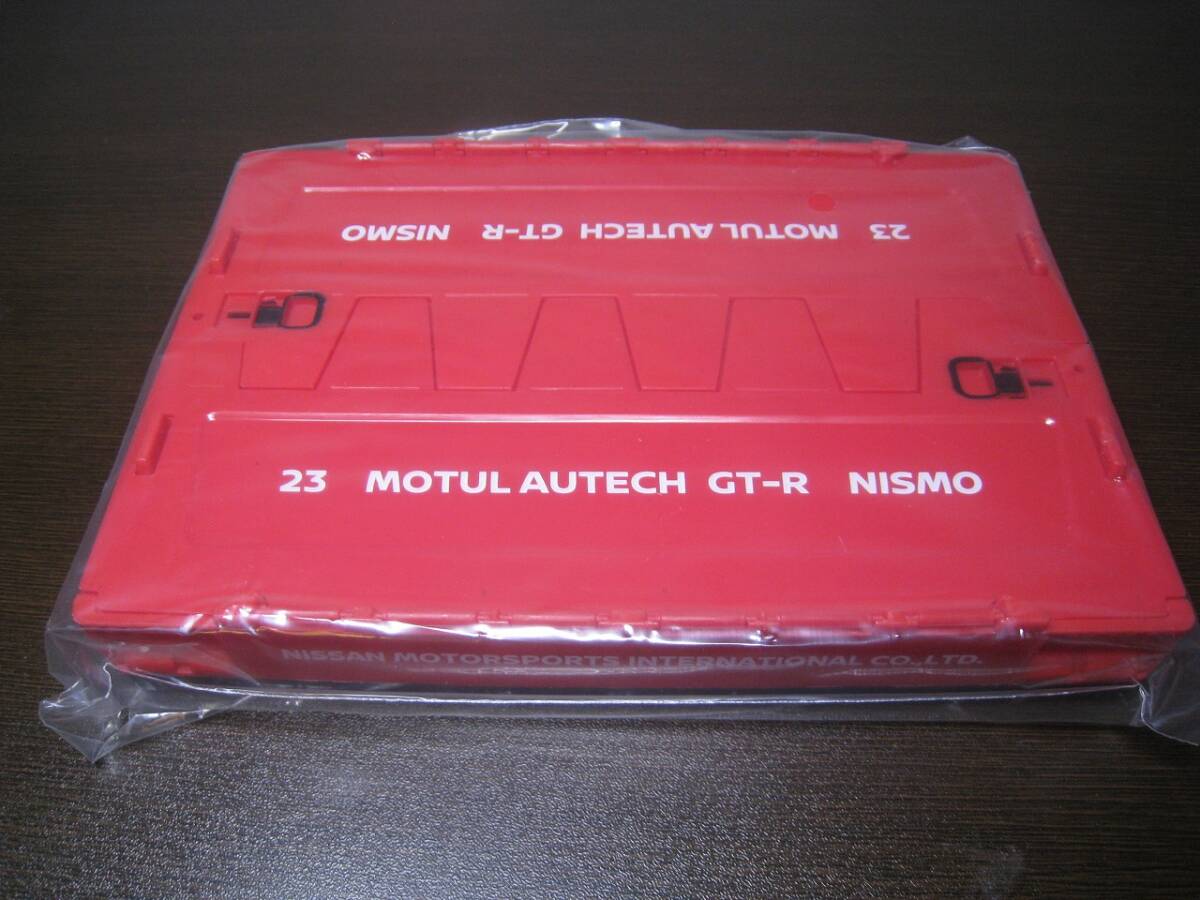 23 MOTUL AUTECH GT-R NISMO
23 MOTUL AUTECH GT-R NISMO
NISSAN MOTORSPORTS INTERNATIONAL CO.,LTD.